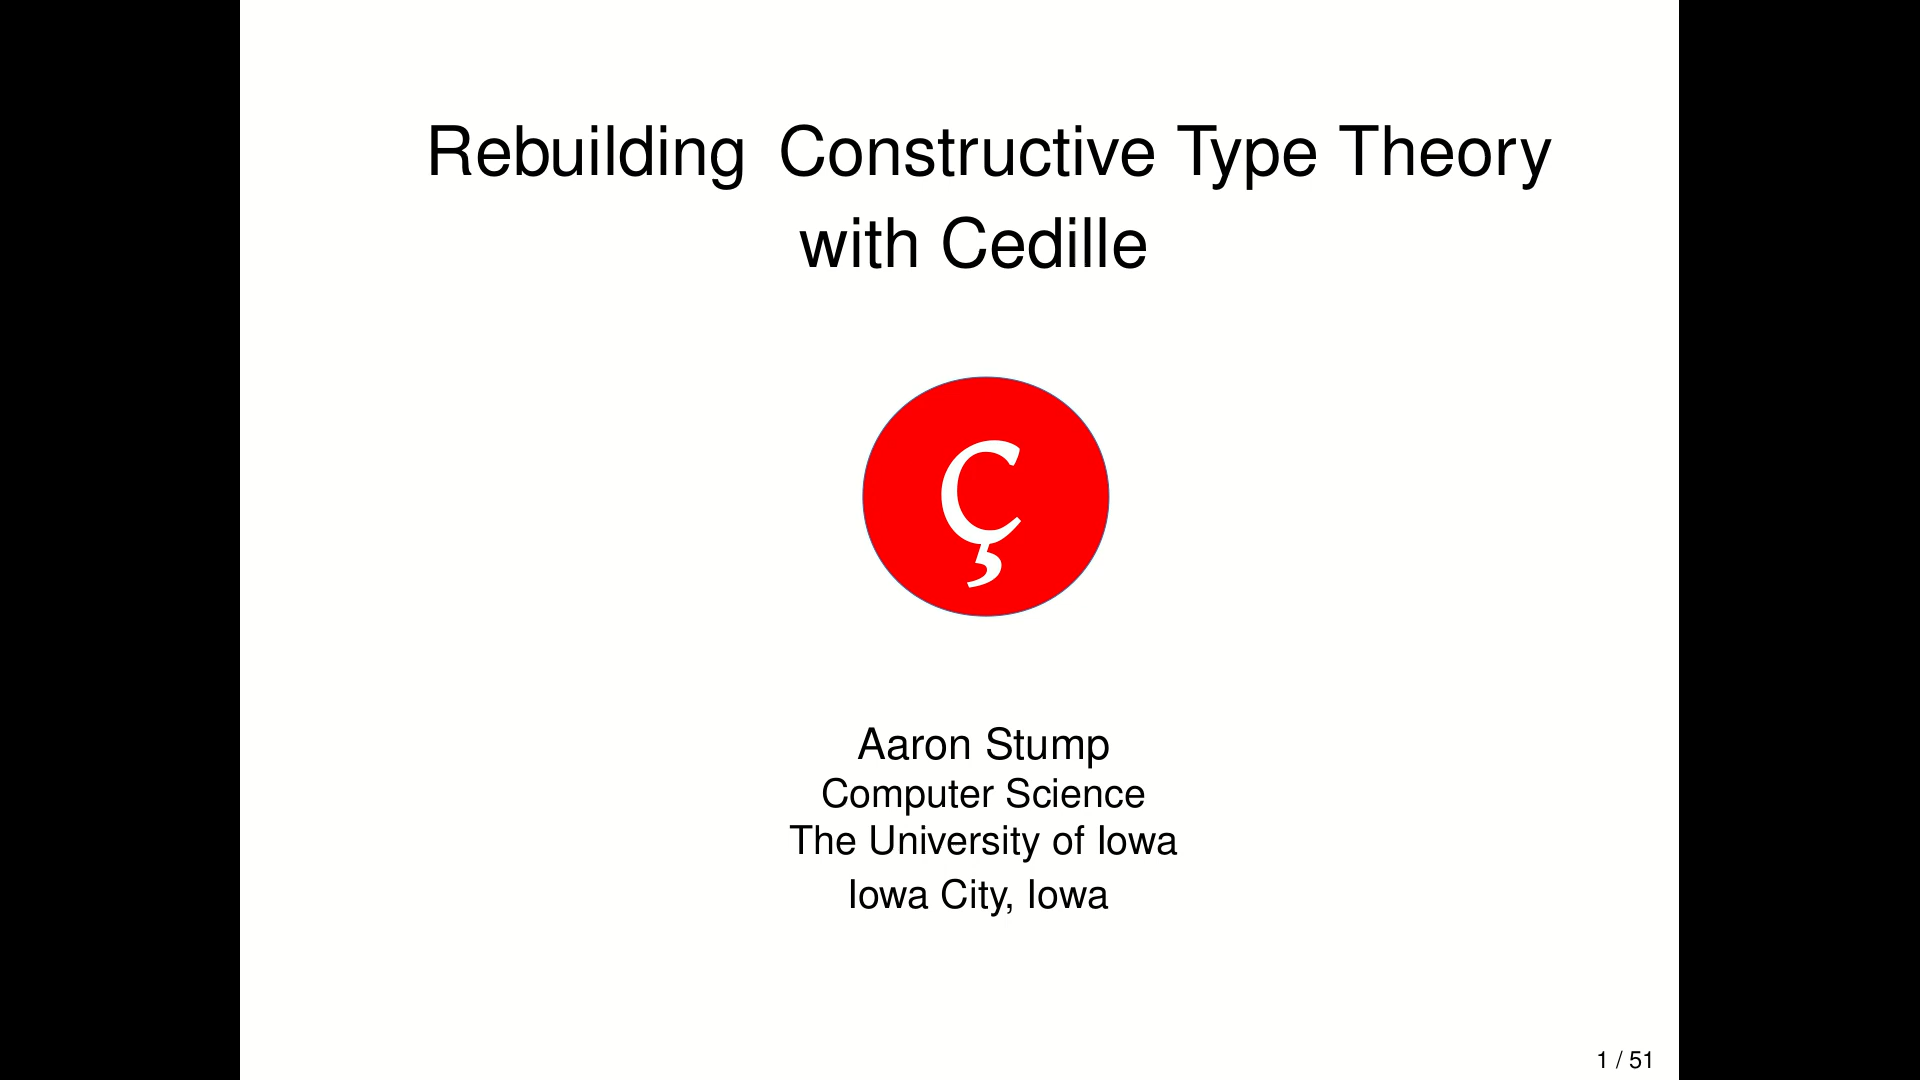 Rebuilding Constructive Type Theory
with Cedille
Ç
Aaron Stump
Computer Science
The University of Iowa
Iowa City, Iowa
1 / 51